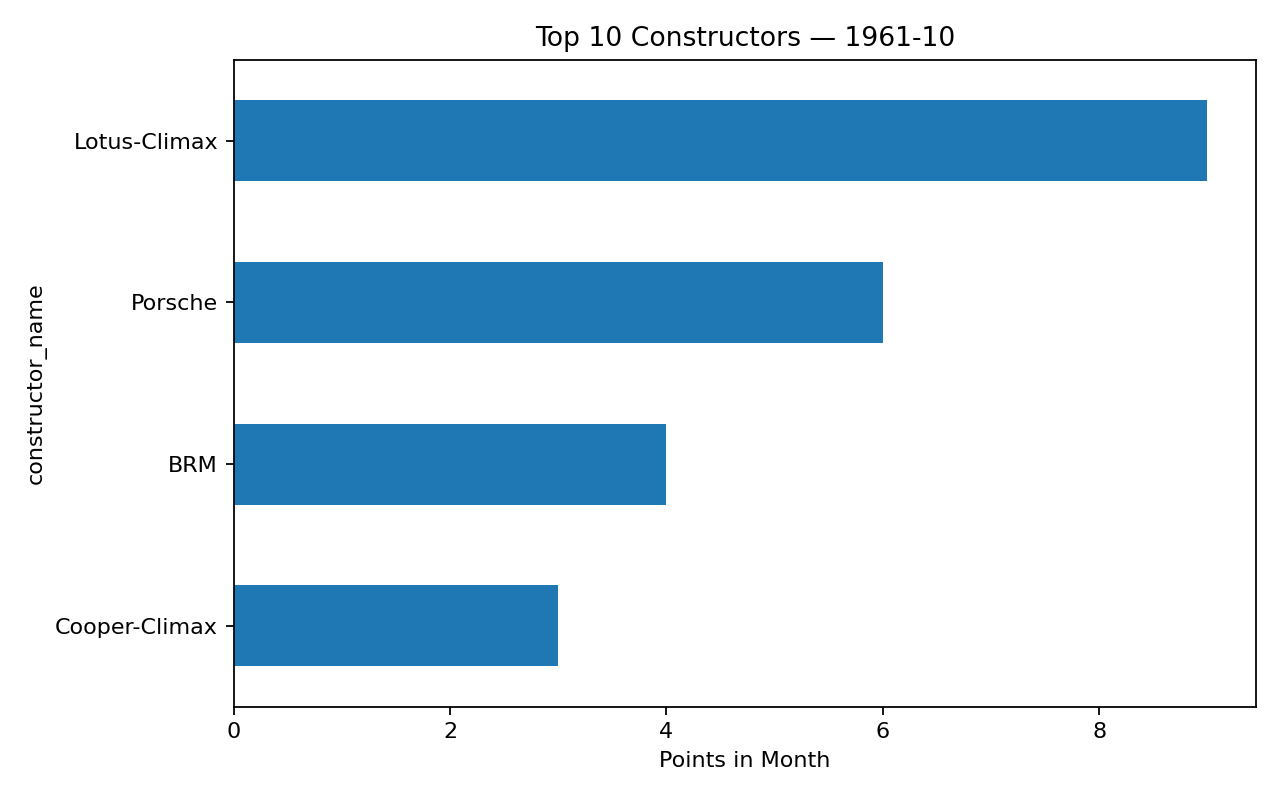 Top 10 Constructors — 1961-10
constructor_name
Lotus-Climax
Porsche
BRM
Cooper-Climax
0 2 4 6 8
Points in Month